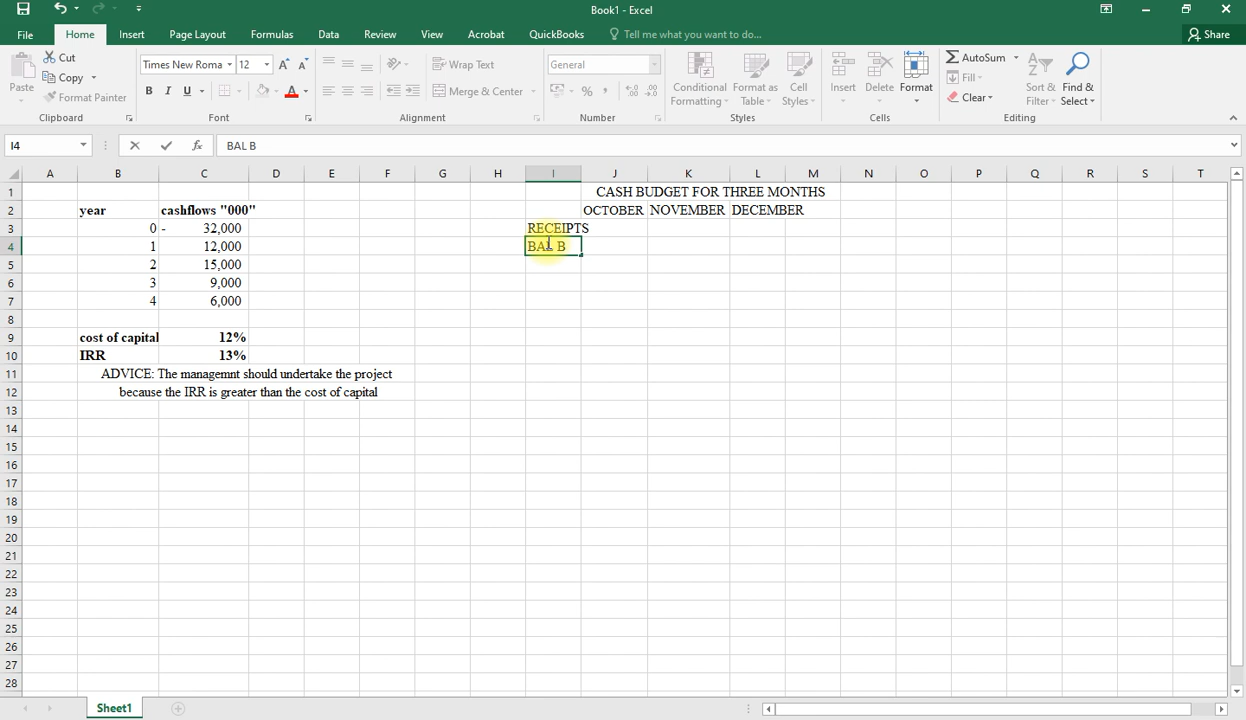 Book1 - Excel
File Home Insert Page Layout Formulas Data Review View Acrobat QuickBooks Tell me what you want to do... Share
Paste Cut Copy Format Painter Clipboard
Times New Roma 12 A A B I U A Font
Wrap Text Merge & Center Alignment
General % , Number
Conditional Formatting Format as Table Cell Styles Styles
Insert Delete Format Cells
AutoSum Fill Clear Sort & Filter Find & Select Editing
I4 fx BAL B
A B C D E F G H I J K L M N O P Q R S T
1 CASH BUDGET FOR THREE MONTHS
2 year cashflows "000" OCTOBER NOVEMBER DECEMBER
3 0 - 32,000 RECEIPTS
4 1 12,000 BAL B
5 2 15,000
6 3 9,000
7 4 6,000
8
9 cost of capital 12%
10 IRR 13%
11 ADVICE: The managemnt should undertake the project
12 because the IRR is greater than the cost of capital
13
14
15
16
17
18
19
20
21
22
23
24
25
26
27
28
Sheet1